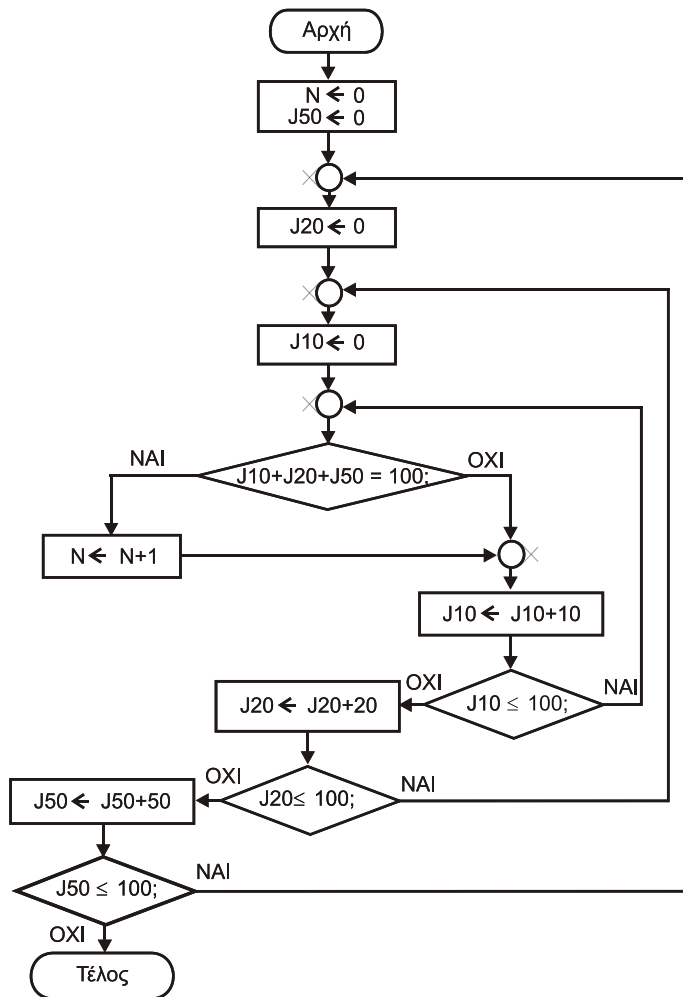 Αρχή
N ← 0
J50 ← 0
J20 ← 0
J10 ← 0
ΝΑΙ
J10+J20+J50 = 100;
ΟΧΙ
N ← N+1
J10 ← J10+10
J20 ← J20+20
ΟΧΙ
J10 ≤ 100;
ΝΑΙ
J50 ← J50+50
ΟΧΙ
J20≤ 100;
ΝΑΙ
J50 ≤ 100;
ΝΑΙ
ΟΧΙ
Τέλος